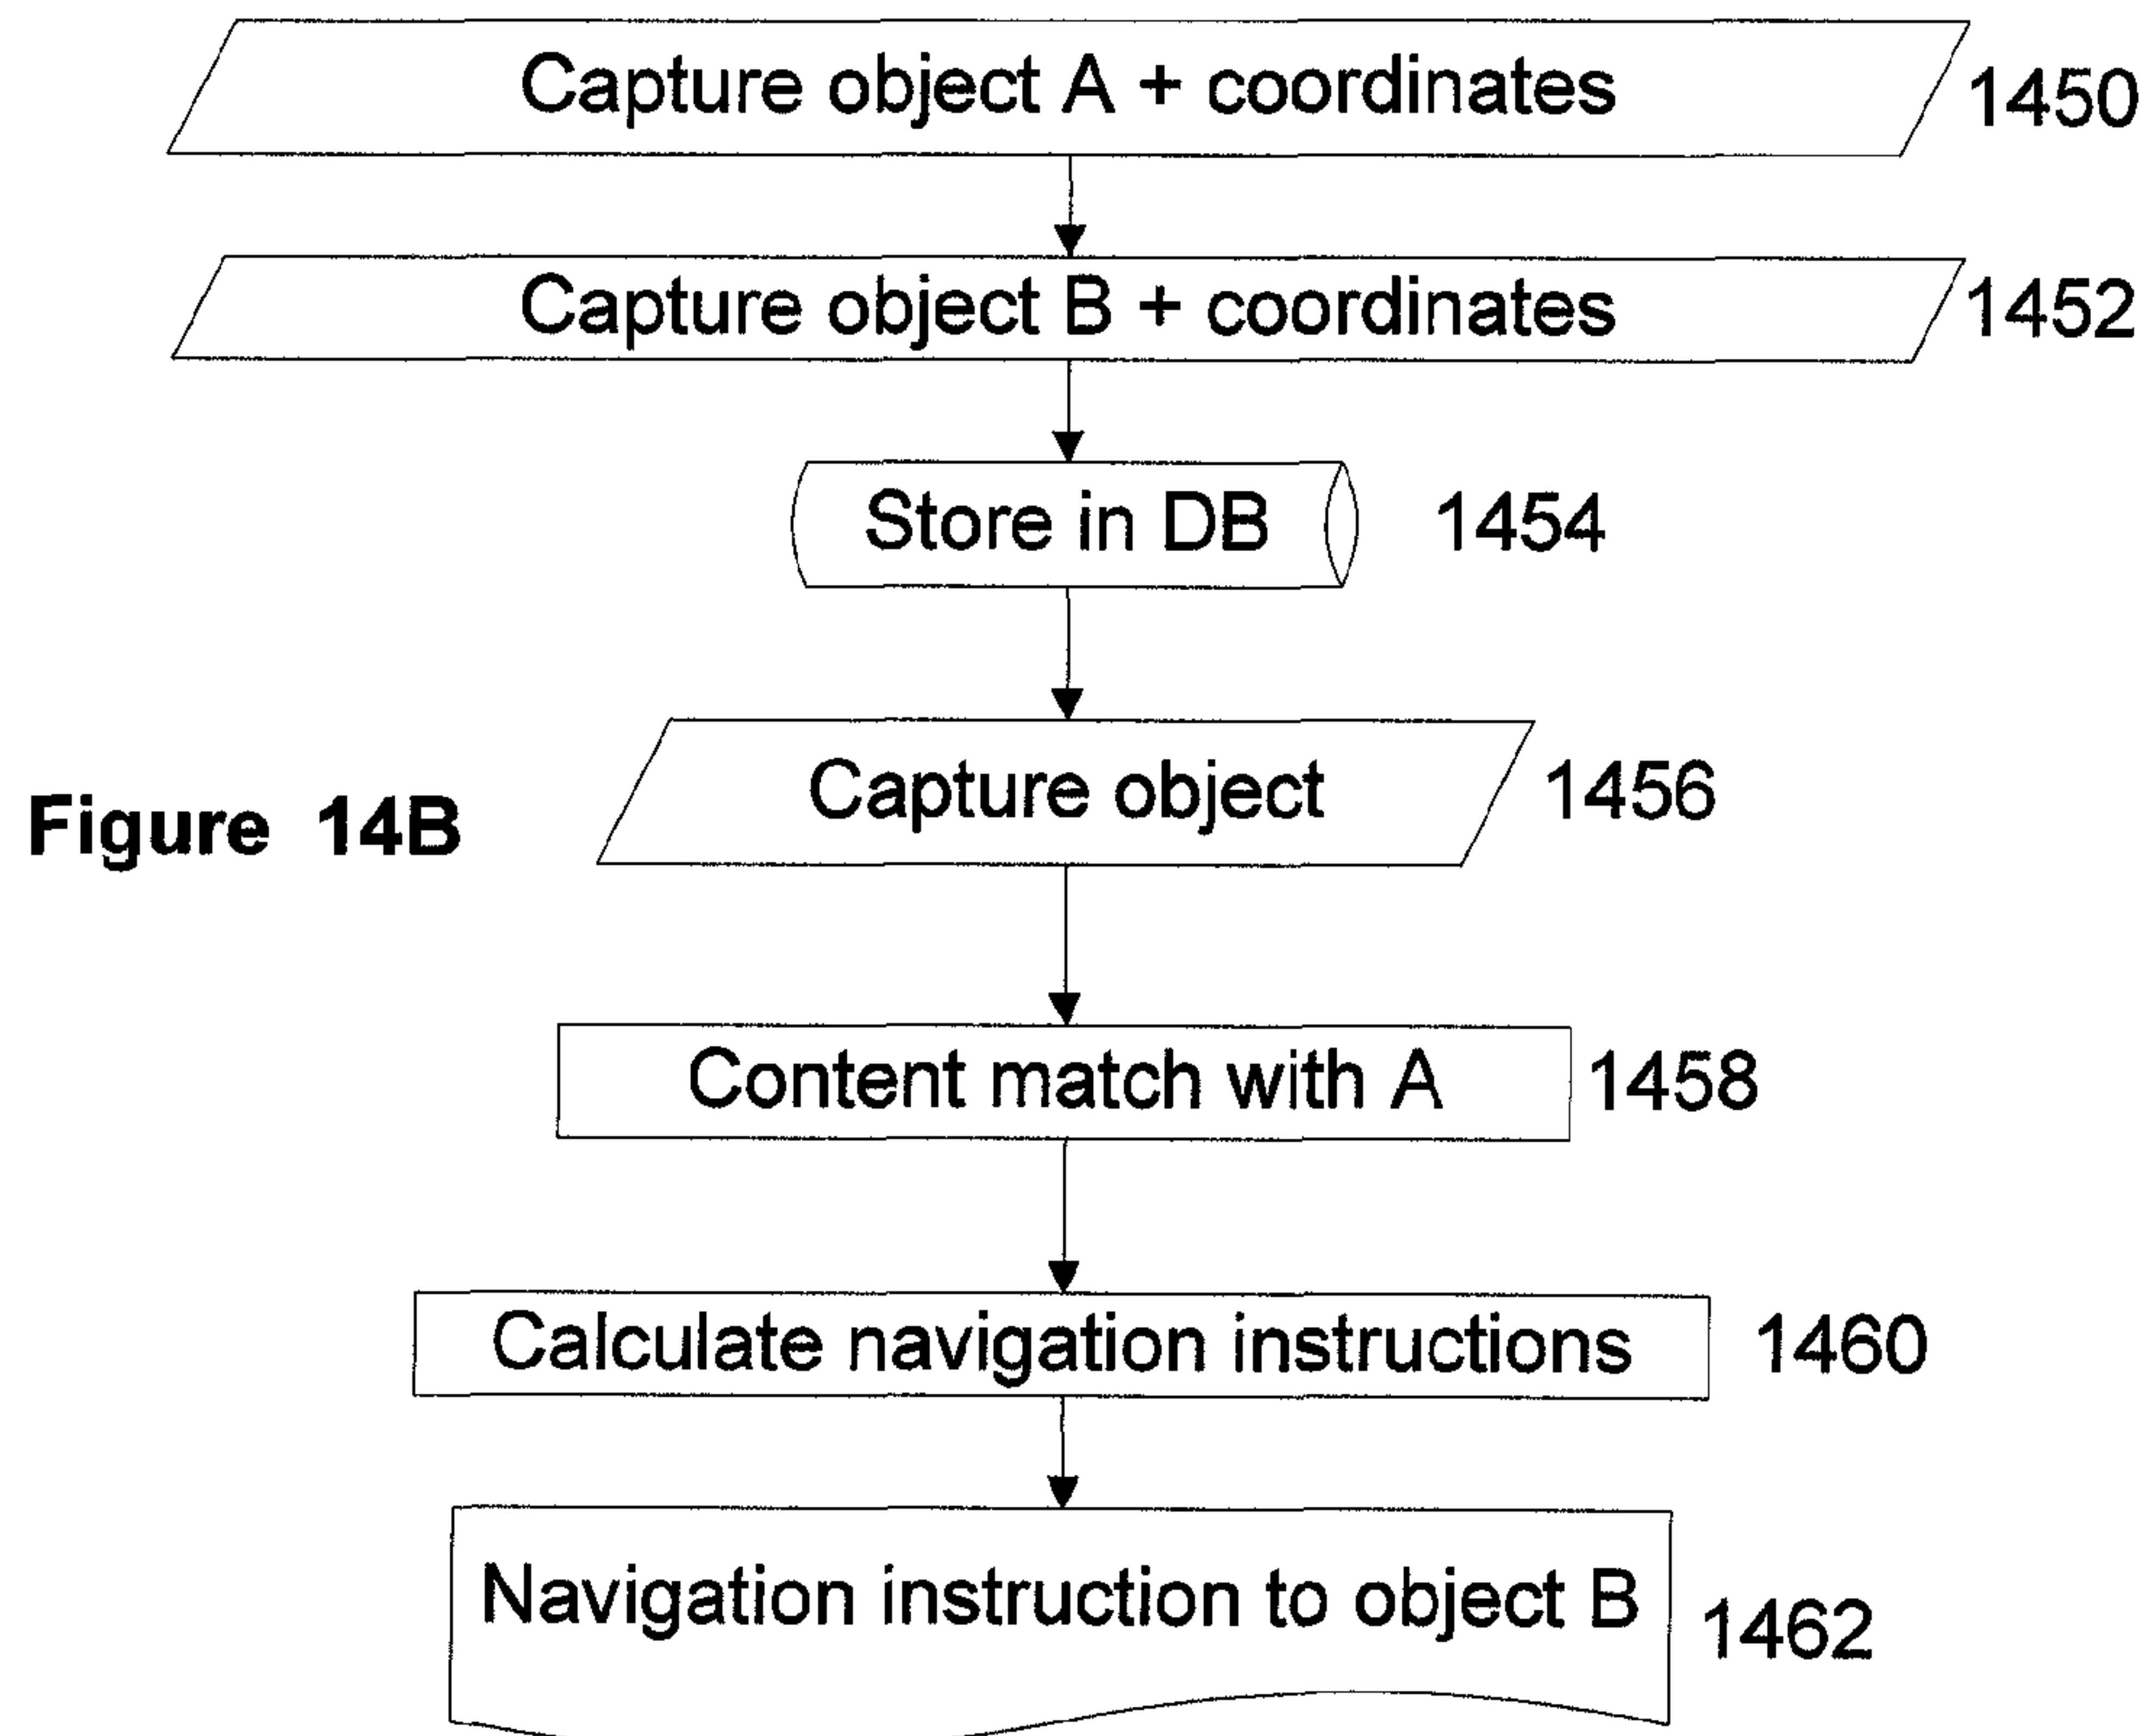 Capture object A + coordinates
1450
Capture object B + coordinates
1452
Store in DB
1454
Capture object
1456
Figure 14B
Content match with A
1458
Calculate navigation instructions
1460
Navigation instruction to object B
1462